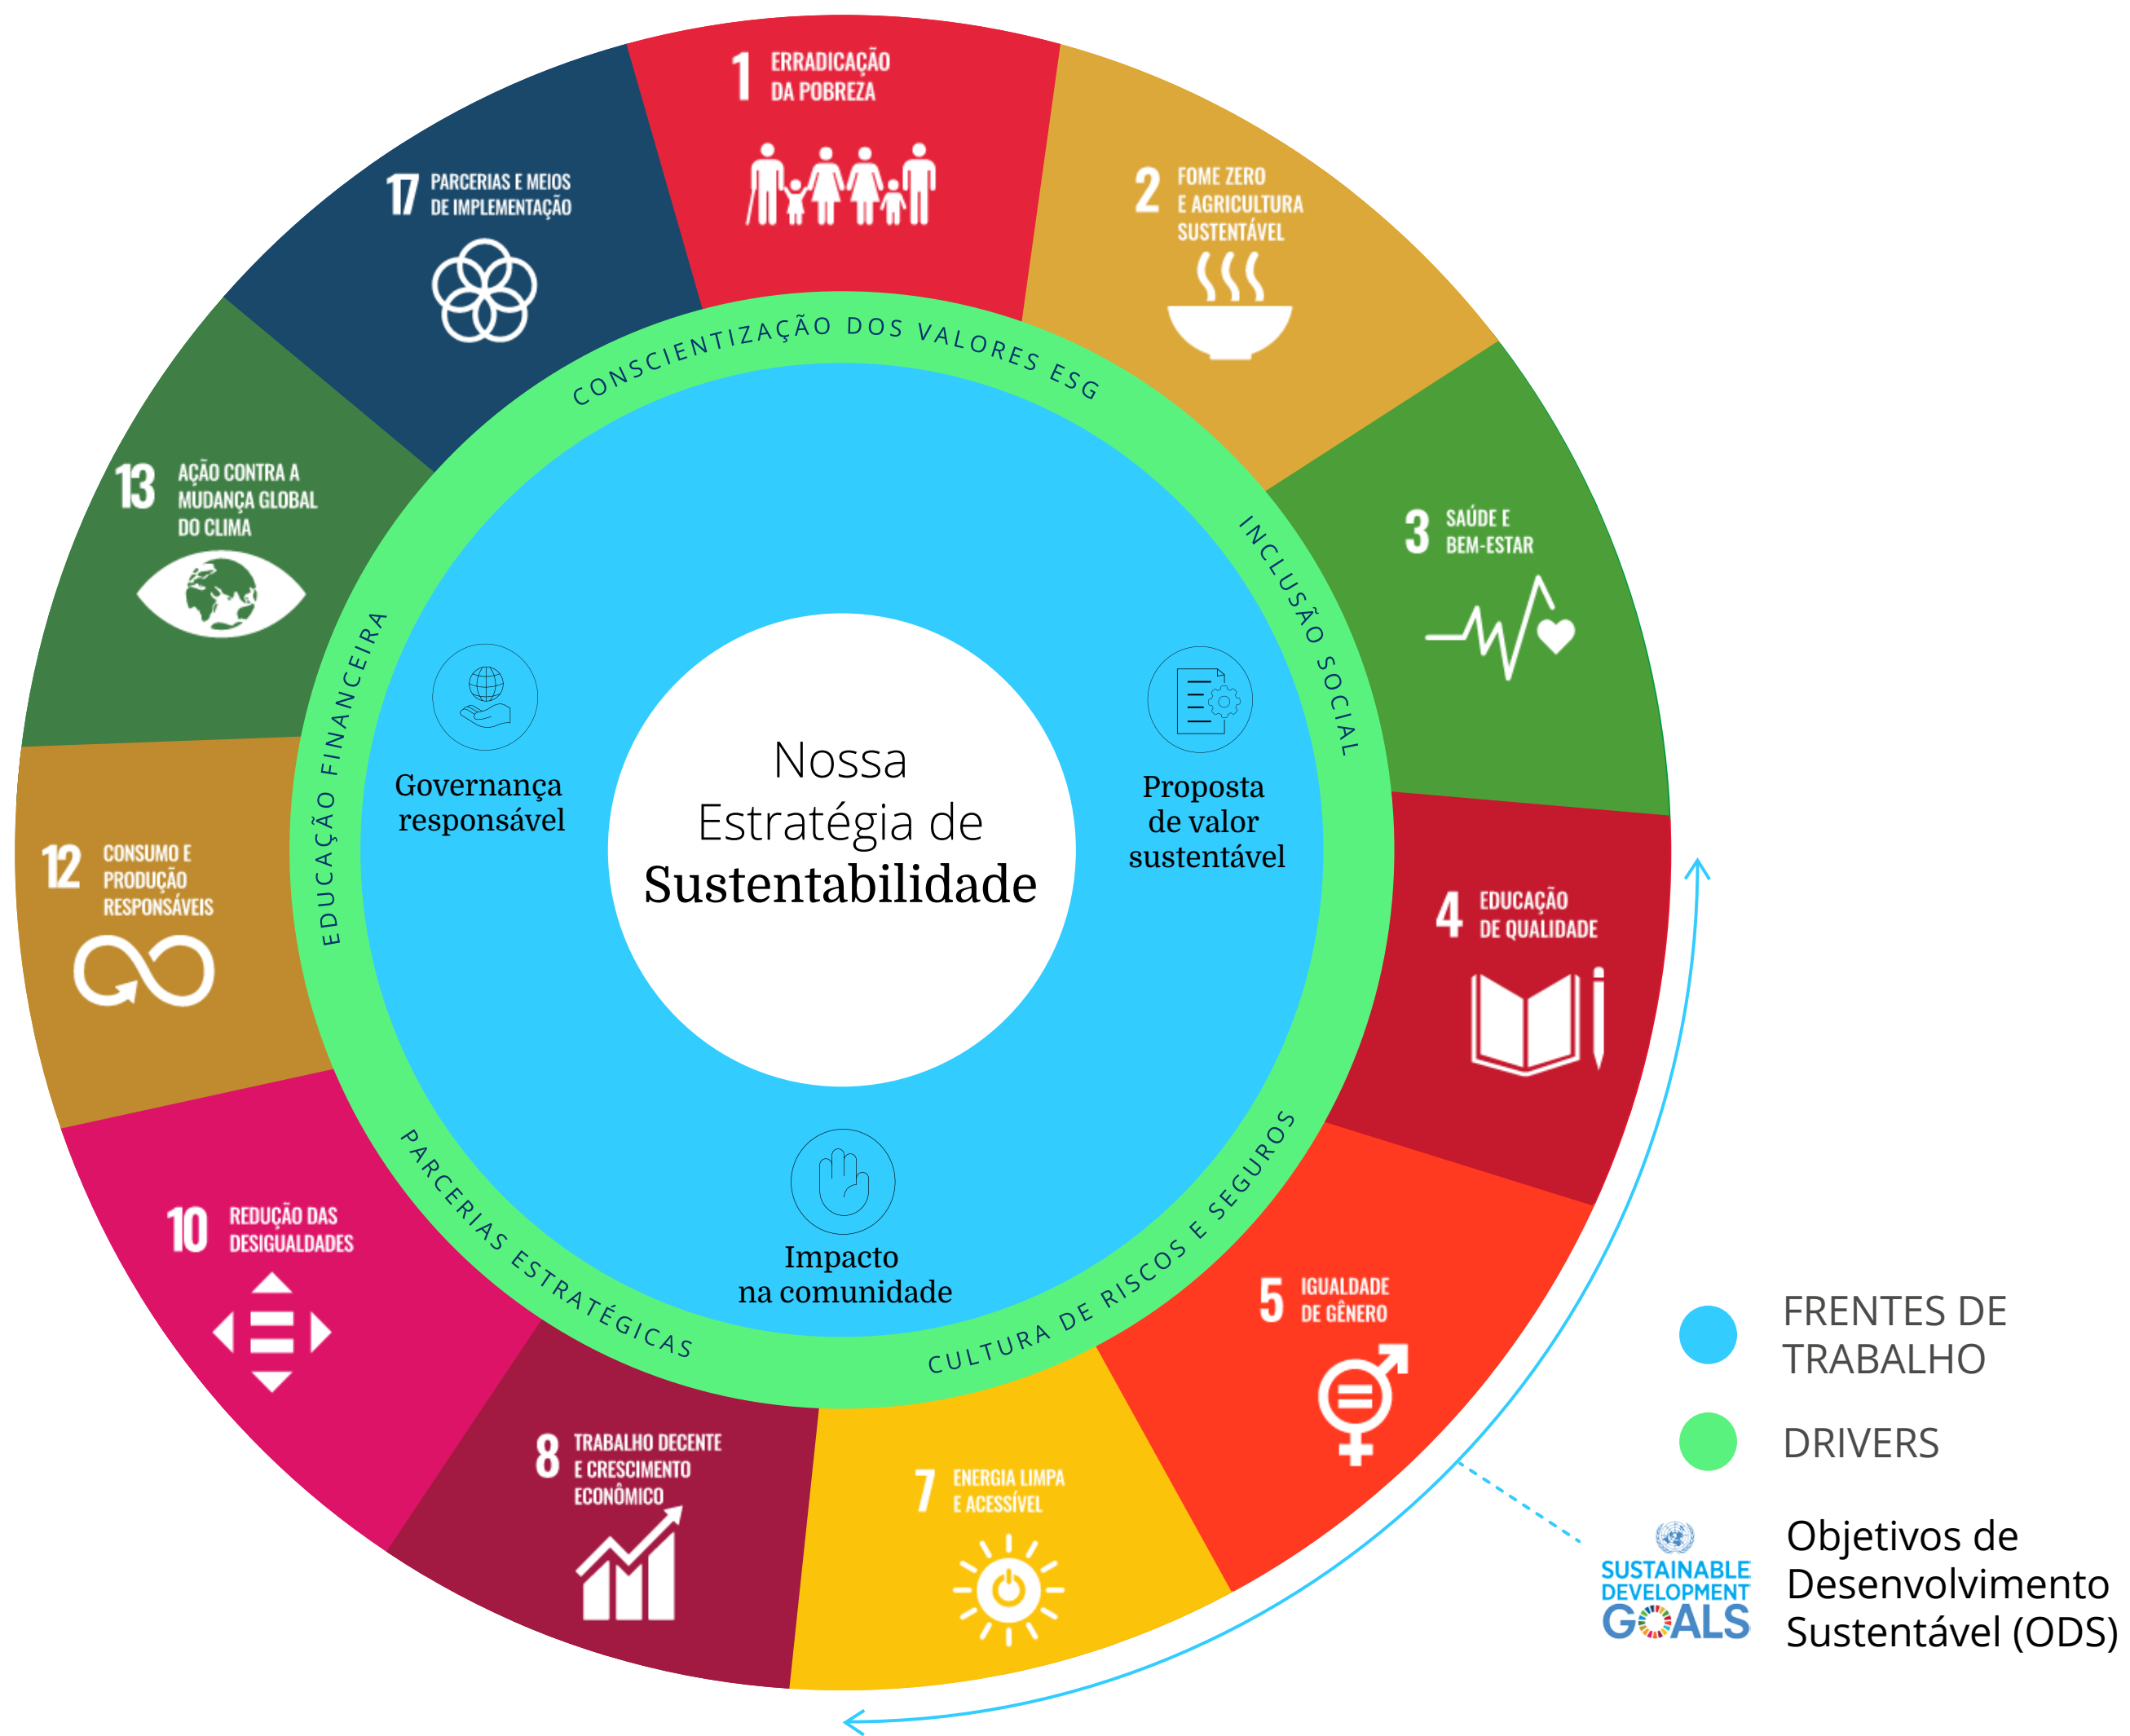 1 ERRADICAÇÃO
DA POBREZA
2 FOME ZERO
E AGRICULTURA
SUSTENTÁVEL
3 SAÚDE E
BEM-ESTAR
4 EDUCAÇÃO
DE QUALIDADE
5 IGUALDADE
DE GÊNERO
7 ENERGIA LIMPA
E ACESSÍVEL
8 TRABALHO DECENTE
E CRESCIMENTO
ECONÔMICO
10 REDUÇÃO DAS
DESIGUALDADES
12 CONSUMO E
PRODUÇÃO
RESPONSÁVEIS
13 AÇÃO CONTRA A
MUDANÇA GLOBAL
DO CLIMA
17 PARCERIAS E MEIOS
DE IMPLEMENTAÇÃO
CONSCIENTIZAÇÃO DOS VALORES ESG
INCLUSÃO SOCIAL
CULTURA DE RISCOS E SEGUROS
PARCERIAS ESTRATÉGICAS
EDUCAÇÃO FINANCEIRA
Governança
responsável
Proposta
de valor
sustentável
Impacto
na comunidade
Nossa
Estratégia de
Sustentabilidade
FRENTES DE
TRABALHO
DRIVERS
SUSTAINABLE
DEVELOPMENT
GOALS
Objetivos de
Desenvolvimento
Sustentável (ODS)